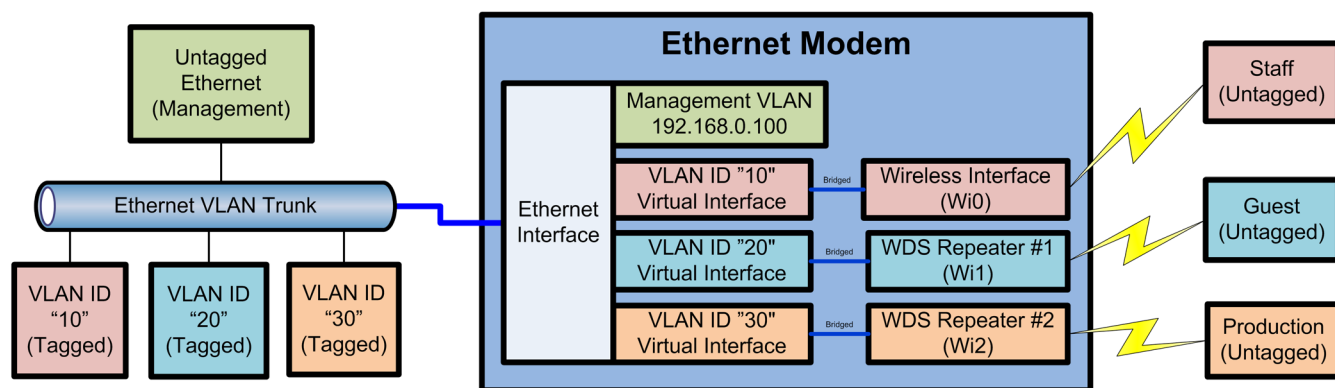 Ethernet Modem
Untagged
Ethernet
(Management)
Management VLAN
192.168.0.100
Staff
(Untagged)
Ethernet VLAN Trunk
Ethernet
Interface
VLAN ID ”10"
Virtual Interface
Bridged
Wireless Interface
(Wi0)
Guest
(Untagged)
VLAN ID ”20"
Virtual Interface
Bridged
WDS Repeater #1
(Wi1)
VLAN ID
“10”
(Tagged)
VLAN ID
“20”
(Tagged)
VLAN ID
“30”
(Tagged)
VLAN ID ”30"
Virtual Interface
Bridged
WDS Repeater #2
(Wi2)
Production
(Untagged)